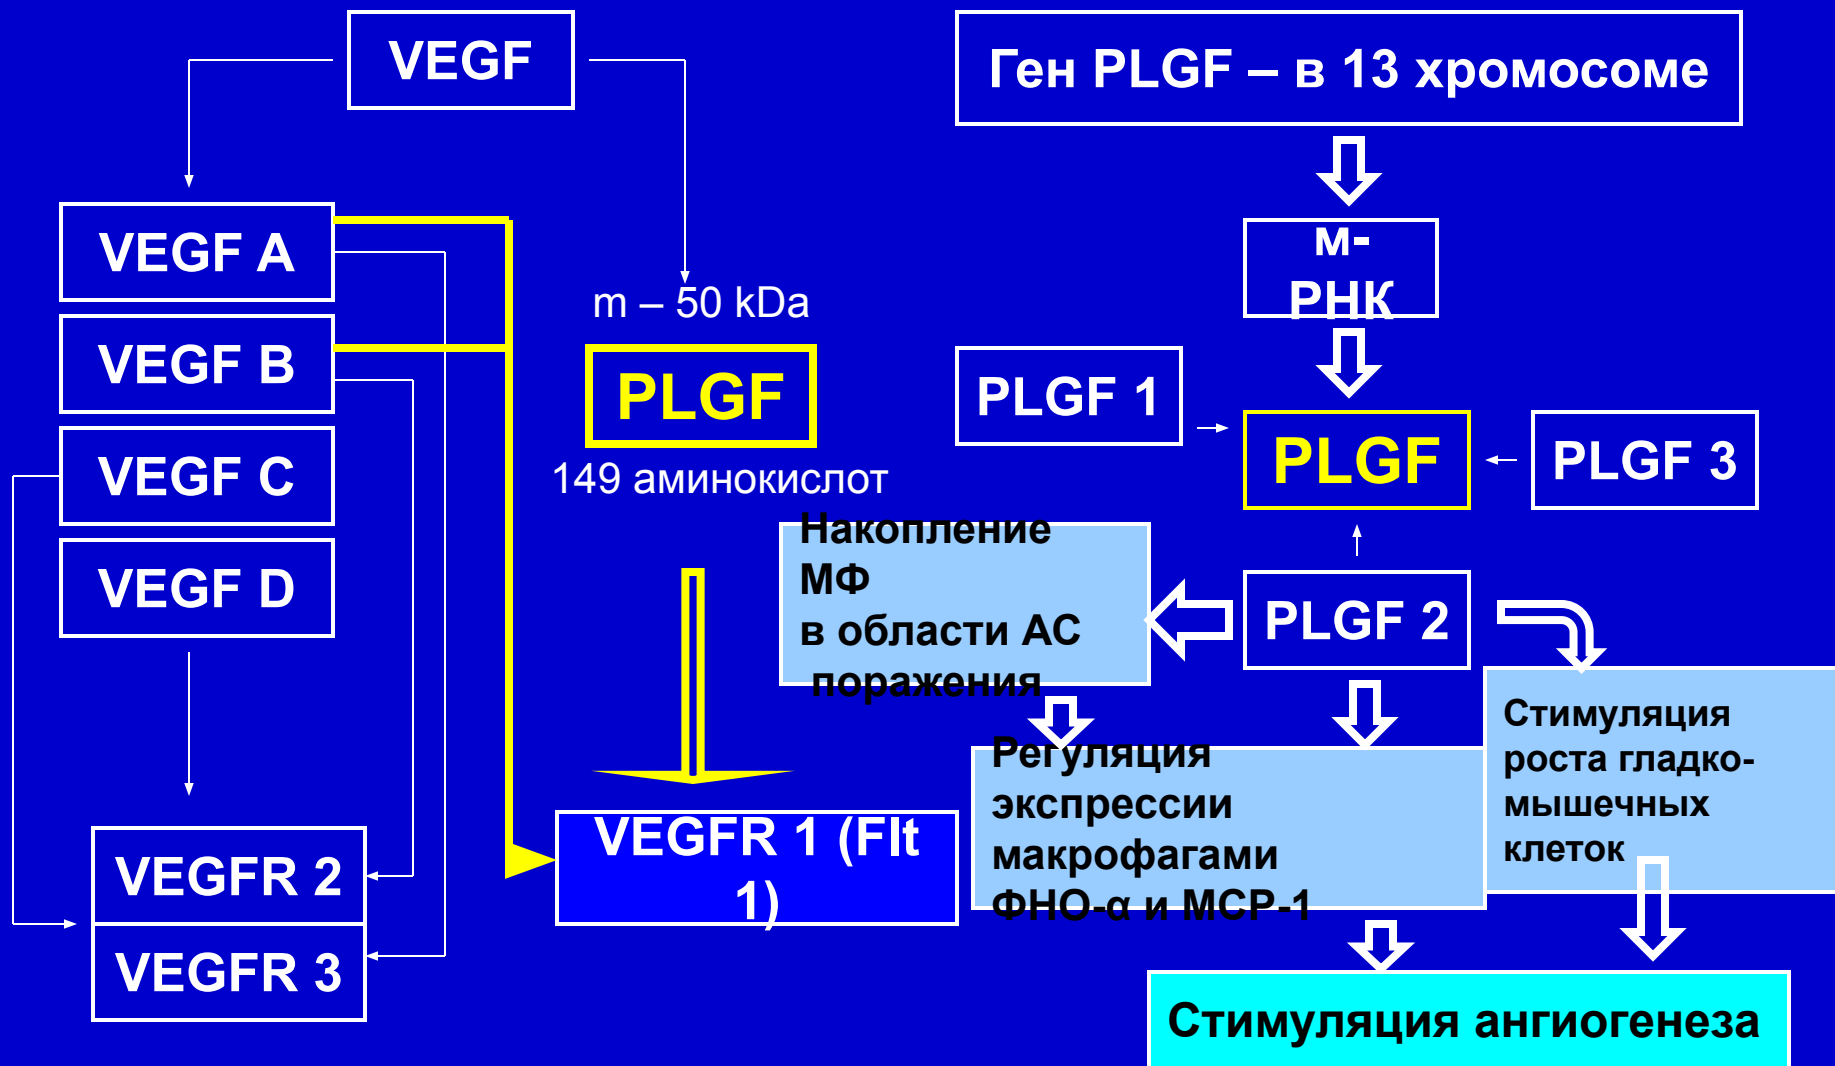 VEGF
VEGF A
VEGF B
VEGF C
VEGF D
VEGFR 2
VEGFR 3
m – 50 kDa
PLGF
149 аминокислот
VEGFR 1 (Flt
1)
Ген PLGF – в 13 хромосоме
м-
РНК
PLGF 1
PLGF
PLGF 3
PLGF 2
Накопление
МФ
в области АС
поражения
Регуляция
экспрессии
макрофагами
ФНО-α и МСР-1
Стимуляция
роста гладко-
мышечных
клеток
Стимуляция ангиогенеза